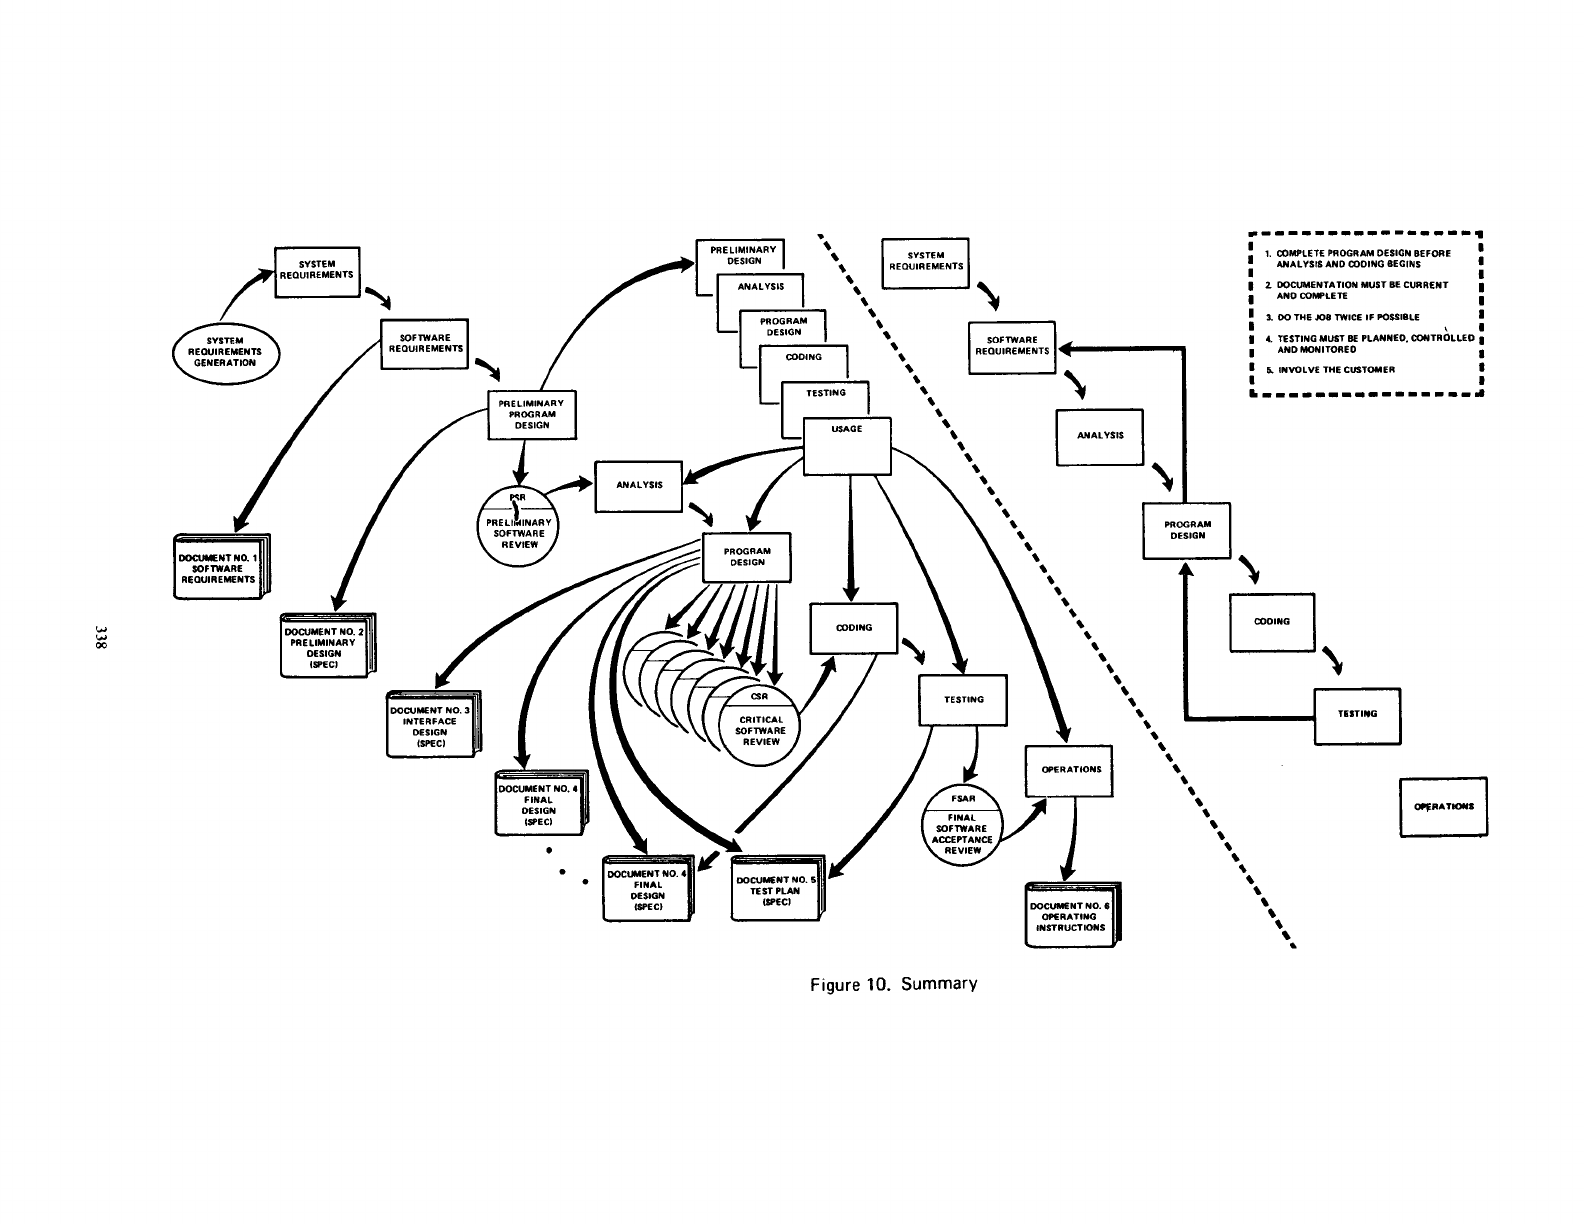 SYSTEM
REQUIREMENTS
SYSTEM
REQUIREMENTS
GENERATION
SOFTWARE
REQUIREMENTS
PRELIMINARY
PROGRAM
DESIGN
PSR
PRELIMINARY
SOFTWARE
REVIEW
PRELIMINARY
DESIGN
ANALYSIS
PROGRAM
DESIGN
CODING
TESTING
USAGE
ANALYSIS
PROGRAM
DESIGN
CODING
TESTING
OPERATIONS
CSR
CRITICAL
SOFTWARE
REVIEW
FSAR
FINAL
SOFTWARE
ACCEPTANCE
REVIEW
DOCUMENT NO. 1
SOFTWARE
REQUIREMENTS
DOCUMENT NO. 2
PRELIMINARY
DESIGN
(SPEC)
DOCUMENT NO. 3
INTERFACE
DESIGN
(SPEC)
DOCUMENT NO. 4
FINAL
DESIGN
(SPEC)
DOCUMENT NO. 4
FINAL
DESIGN
(SPEC)
DOCUMENT NO. 5
TEST PLAN
(SPEC)
DOCUMENT NO. 6
OPERATING
INSTRUCTIONS
SYSTEM
REQUIREMENTS
SOFTWARE
REQUIREMENTS
ANALYSIS
PROGRAM
DESIGN
CODING
TESTING
OPERATIONS
1. COMPLETE PROGRAM DESIGN BEFORE
ANALYSIS AND CODING BEGINS
2. DOCUMENTATION MUST BE CURRENT
AND COMPLETE
3. DO THE JOB TWICE IF POSSIBLE
4. TESTING MUST BE PLANNED, CONTROLLED
AND MONITORED
5. INVOLVE THE CUSTOMER
Figure 10. Summary
338